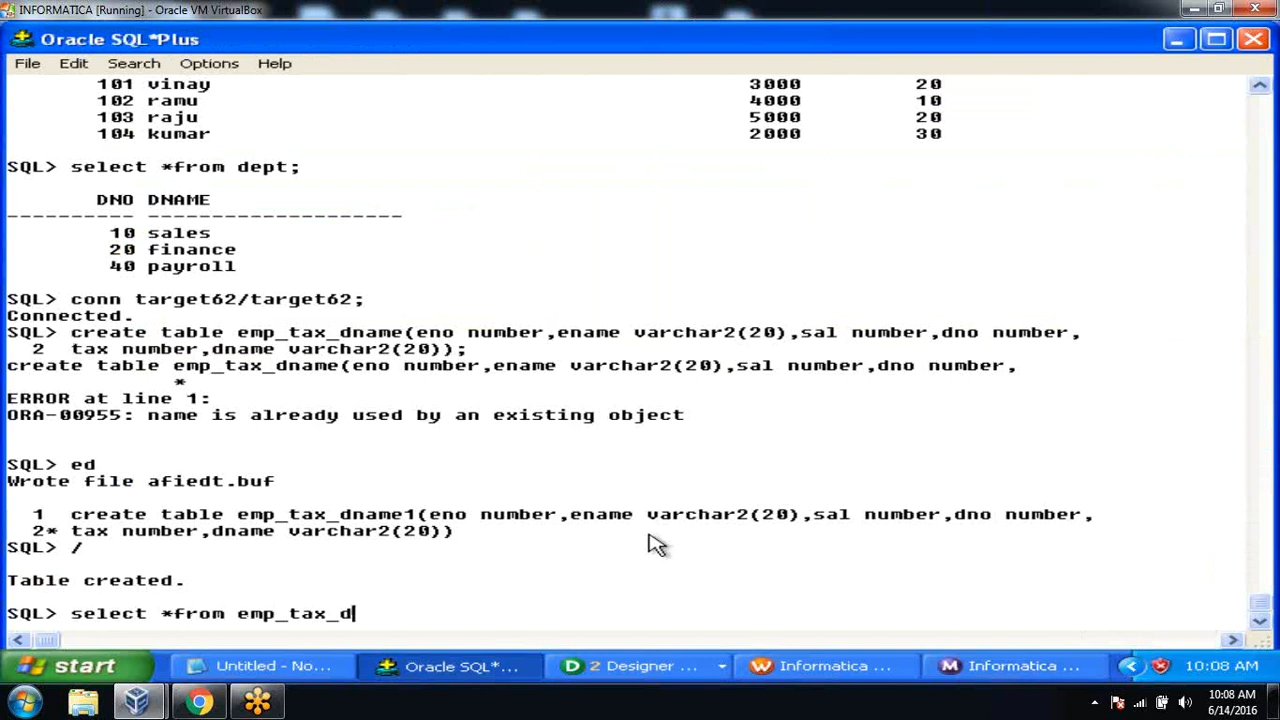 INFORMATICA [Running] - Oracle VM VirtualBox
Oracle SQL*Plus
File Edit Search Options Help
101 vinay 3000 20
102 ramu 4000 10
103 raju 5000 20
104 kumar 2000 30
SQL> select *from dept;
DNO DNAME
---------- --------------------
10 sales
20 finance
40 payroll
SQL> conn target62/target62;
Connected.
SQL> create table emp_tax_dname(eno number,ename varchar2(20),sal number,dno number,
2 tax number,dname varchar2(20));
create table emp_tax_dname(eno number,ename varchar2(20),sal number,dno number,
*
ERROR at line 1:
ORA-00955: name is already used by an existing object
SQL> ed
Wrote file afiedt.buf
1 create table emp_tax_dname1(eno number,ename varchar2(20),sal number,dno number,
2* tax number,dname varchar2(20))
SQL> /
Table created.
SQL> select *from emp_tax_d
start Untitled - No... Oracle SQL*... 2 Designer ... Informatica ... Informatica ... 10:08 AM
10:08 AM
6/14/2016